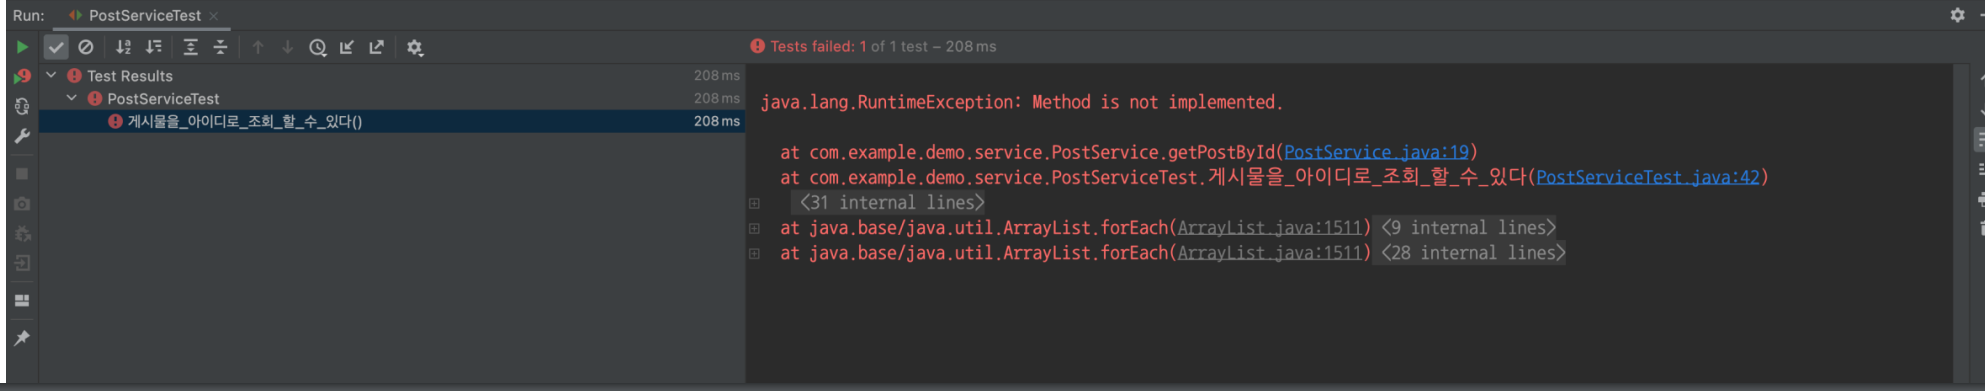 Run: PostServiceTest
Tests failed: 1 of 1 test – 208 ms
Test Results 208 ms
PostServiceTest 208 ms
게시물을_아이디로_조회_할_수_있다() 208 ms
java.lang.RuntimeException: Method is not implemented.
at com.example.demo.service.PostService.getPostById(PostService.java:19)
at com.example.demo.service.PostServiceTest.게시물을_아이디로_조회_할_수_있다(PostServiceTest.java:42)
<31 internal lines>
at java.base/java.util.ArrayList.forEach(ArrayList.java:1511) <9 internal lines>
at java.base/java.util.ArrayList.forEach(ArrayList.java:1511) <28 internal lines>